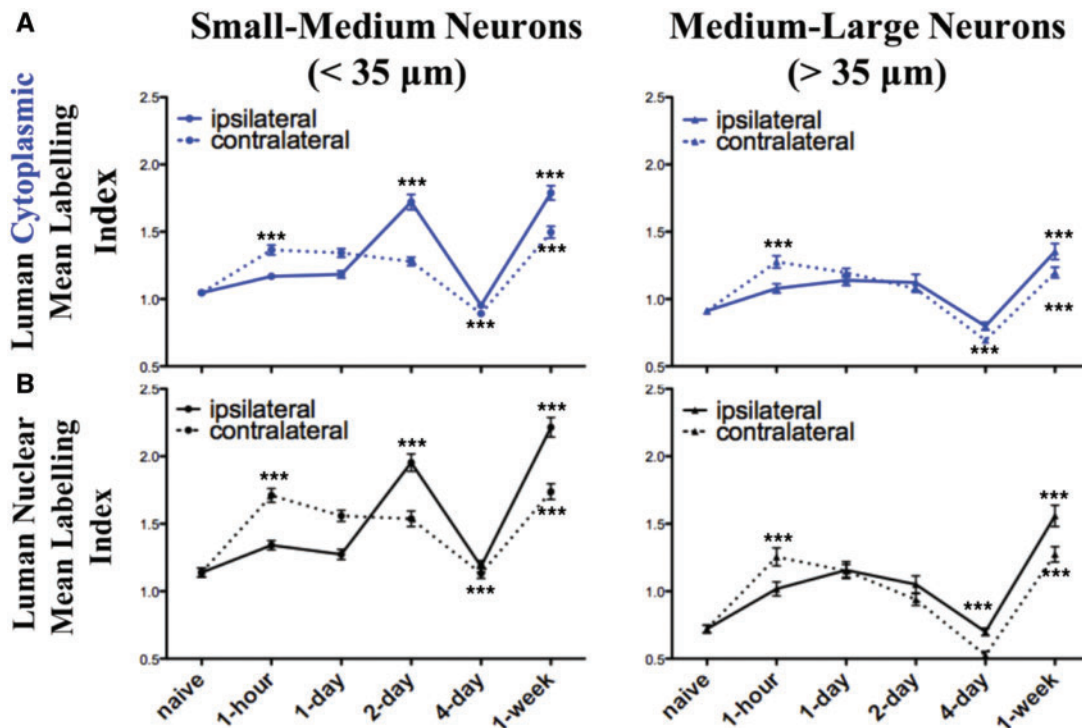 A
Small-Medium Neurons
(< 35 µm)
Medium-Large Neurons
(> 35 µm)
Luman Cytoplasmic
Mean Labelling
Index
2.5
2.0
1.5
1.0
0.5
ipsilateral
contralateral
***
***
***
***
***
2.5
2.0
1.5
1.0
0.5
ipsilateral
contralateral
***
***
***
***
B
Luman Nuclear
Mean Labelling
Index
2.5
2.0
1.5
1.0
0.5
ipsilateral
contralateral
***
***
***
***
***
naive
1-hour
1-day
2-day
4-day
1-week
2.5
2.0
1.5
1.0
0.5
ipsilateral
contralateral
***
***
***
***
naive
1-hour
1-day
2-day
4-day
1-week